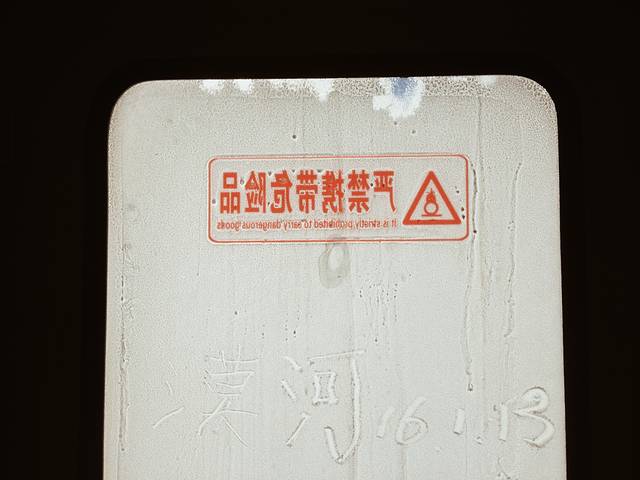 严禁携带危险品
It is strictly prohibited to carry dangerous goods
漠河 16.1.13